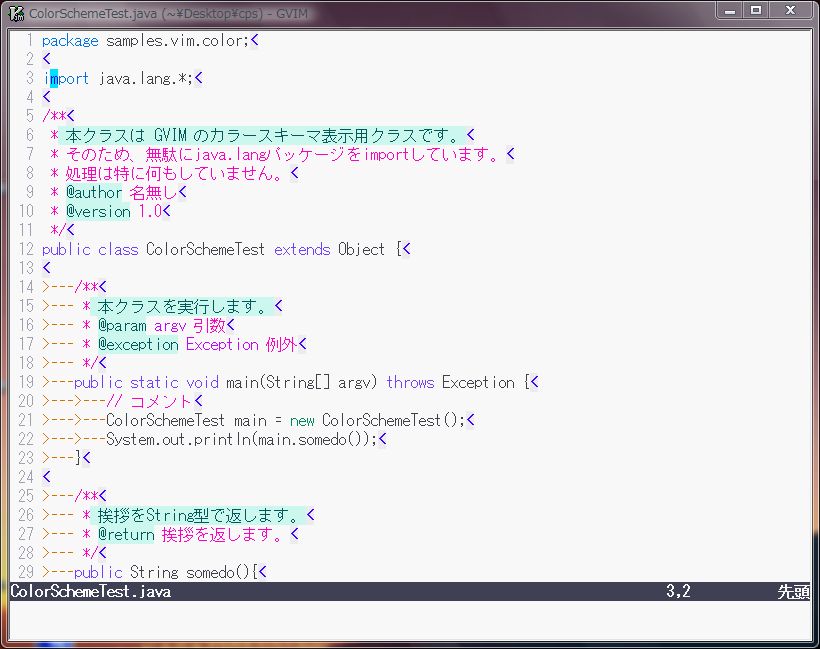 ColorSchemeTest.java (~¥Desktop¥cps) - GVIM
1 package samples.vim.color;<
2 <
3 import java.lang.*;<
4 <
5 /**<
6  * 本クラスは GVIM のカラースキーマ表示用クラスです。<
7  * そのため、無駄にjava.langパッケージをimportしています。<
8  * 処理は特に何もしていません。<
9  * @author 名無し<
10  * @version 1.0<
11  */<
12 public class ColorSchemeTest extends Object {<
13 <
14 >---/**<
15 >--- * 本クラスを実行します。<
16 >--- * @param argv 引数<
17 >--- * @exception Exception 例外<
18 >--- */<
19 >---public static void main(String[] argv) throws Exception {<
20 >--->---// コメント<
21 >--->---ColorSchemeTest main = new ColorSchemeTest();<
22 >--->---System.out.println(main.somedo());<
23 >---}<
24 <
25 >---/**<
26 >--- * 挨拶をString型で返します。<
27 >--- * @return 挨拶を返します。<
28 >--- */<
29 >---public String somedo(){<
ColorSchemeTest.java 3,2 先頭